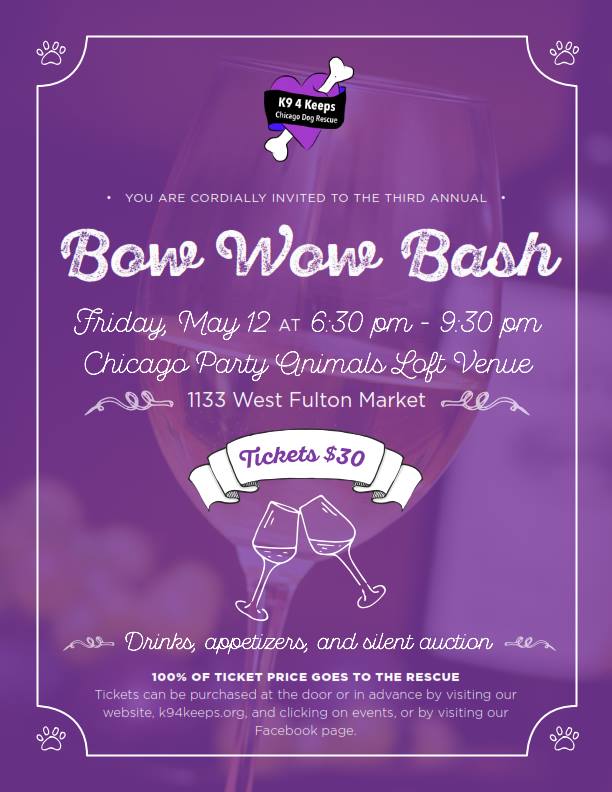 K9 4 Keeps
Chicago Dog Rescue
• YOU ARE CORDIALLY INVITED TO THE THIRD ANNUAL •
Bow Wow Bash
Friday, May 12 AT 6:30 pm - 9:30 pm
Chicago Party Animals Loft Venue
1133 West Fulton Market
Tickets $30
Drinks, appetizers, and silent auction
100% OF TICKET PRICE GOES TO THE RESCUE
Tickets can be purchased at the door or in advance by visiting our
website, k94keeps.org, and clicking on events, or by visiting our
Facebook page.